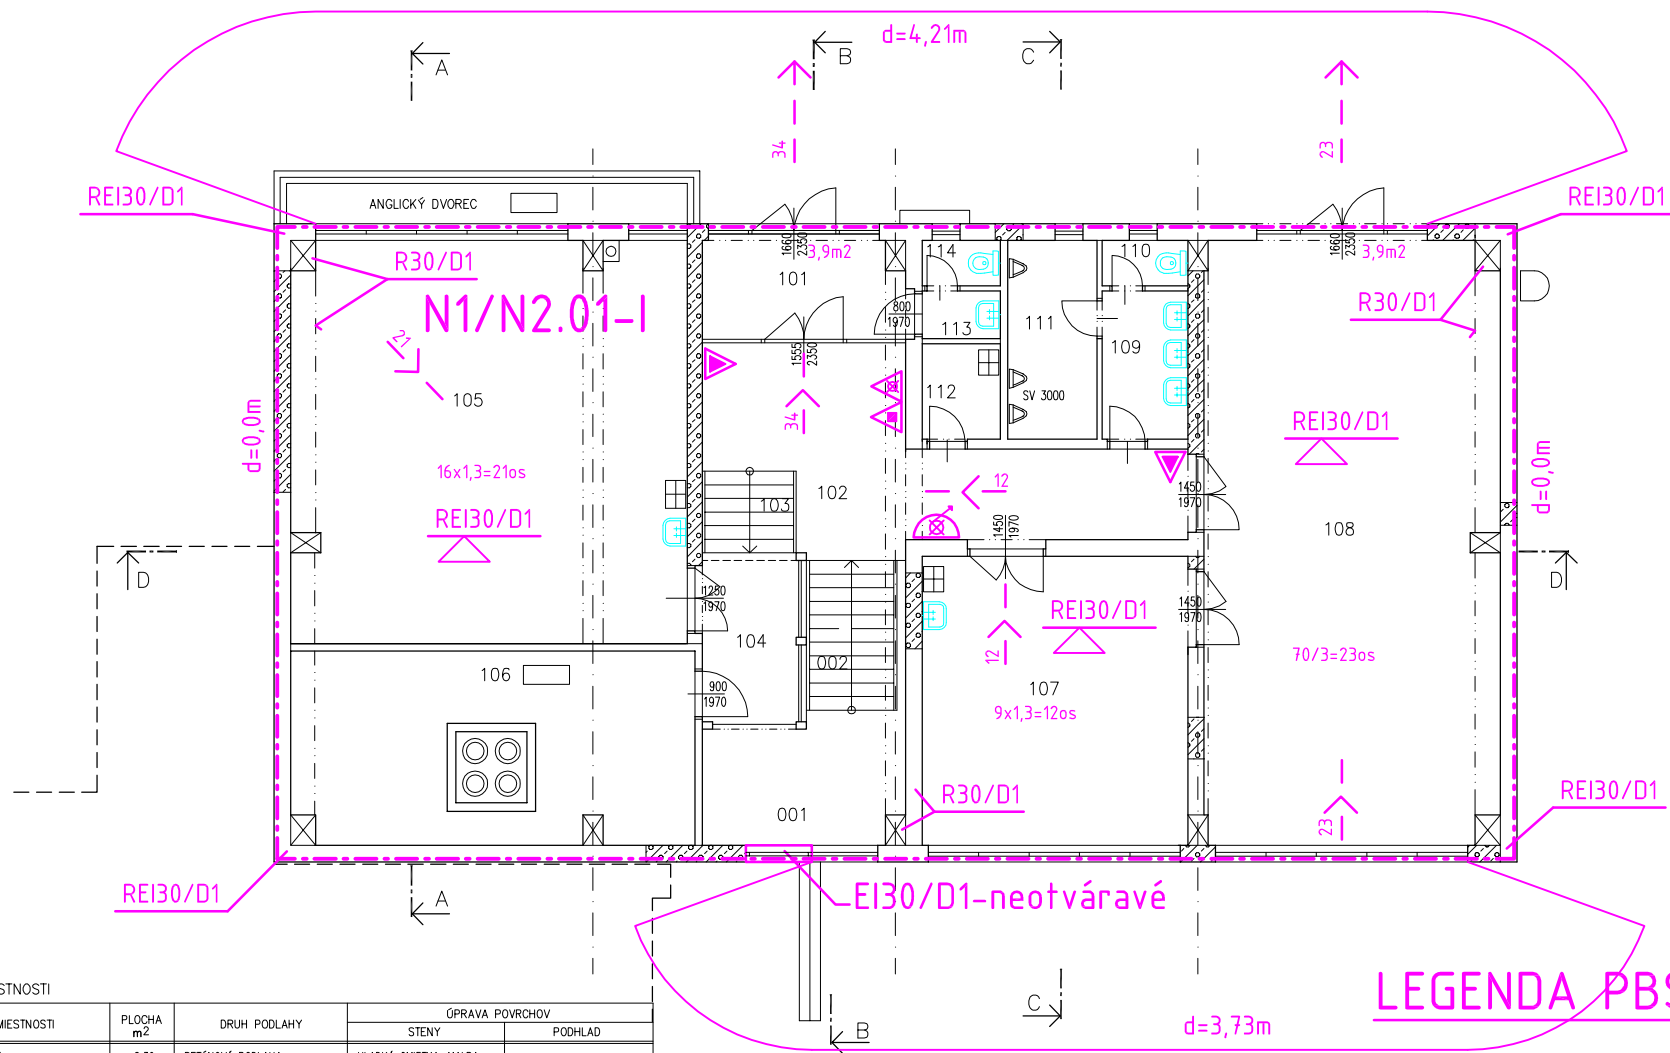 d=4,21m
A
B
C
34
23
REI30/D1
REI30/D1
ANGLICKÝ DVOREC
1660
2350
3,9m2
1660
2350
3,9m2
114
110
R30/D1
101
N1/N2.01-I
R30/D1
800
1970
113
111
109
21
1555
2350
105
112
SV 3000
34
REI30/D1
d=0,0m
d=0,0m
16x1,3=21os
102
103
12
1450
1970
REI30/D1
1450
1970
108
D
D
1250
1970
104
REI30/D1
1450
1970
12
002
70/3=23os
106
900
1970
107
9x1,3=12os
R30/D1
REI30/D1
001
23
REI30/D1
A
EI30/D1-neotváravé
STNOSTI
LEGENDA PBS
C
B
d=3,73m
MIESTNOSTI
PLOCHA
m2
DRUH PODLAHY
ÚPRAVA POVRCHOV
STENY
PODHLAD